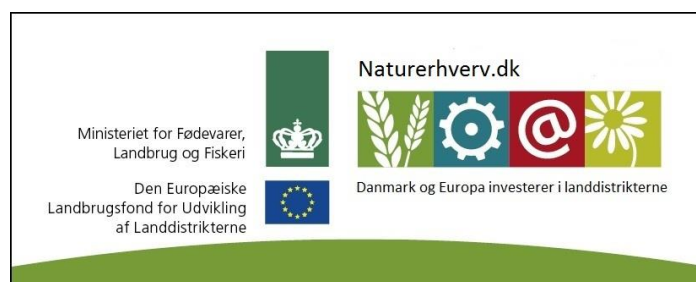 Ministeriet for Fødevarer,
Landbrug og Fiskeri
Den Europæiske
Landbrugsfond for Udvikling
af Landdistrikterne
Naturerhverv.dk
@
Danmark og Europa investerer i landdistrikterne